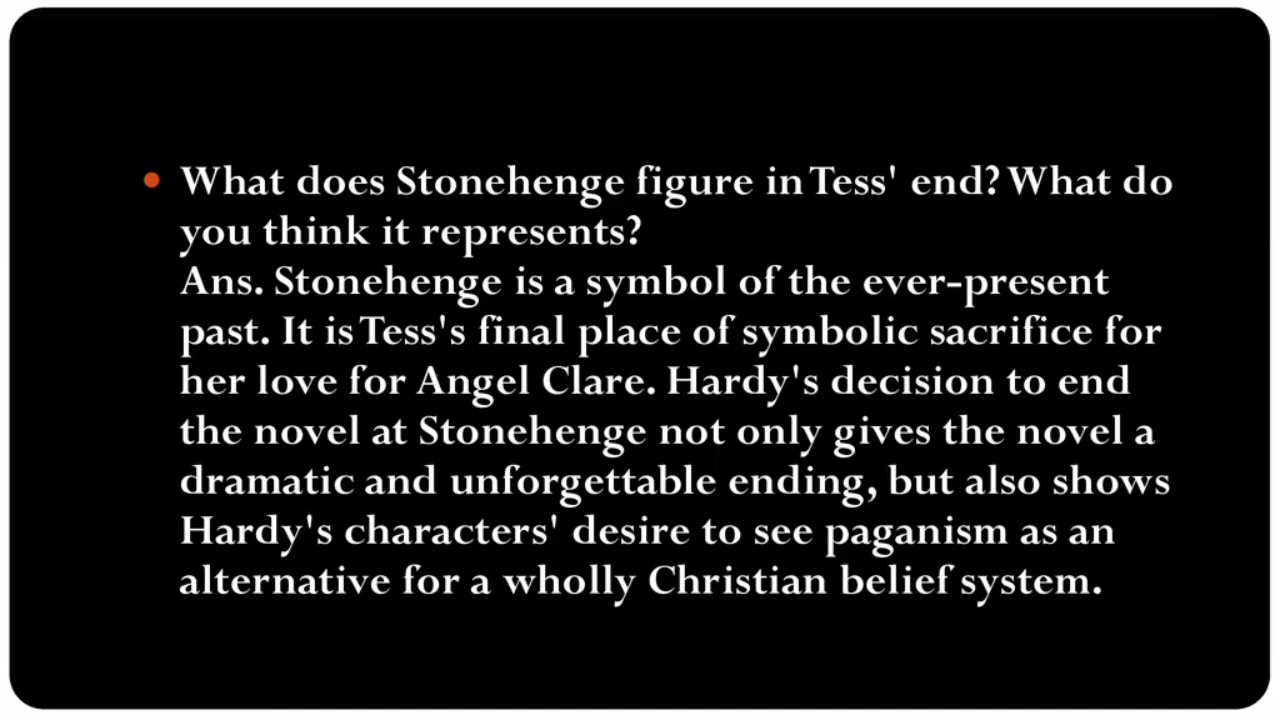 • What does Stonehenge figure in Tess' end? What do
you think it represents?
Ans. Stonehenge is a symbol of the ever-present
past. It is Tess's final place of symbolic sacrifice for
her love for Angel Clare. Hardy's decision to end
the novel at Stonehenge not only gives the novel a
dramatic and unforgettable ending, but also shows
Hardy's characters' desire to see paganism as an
alternative for a wholly Christian belief system.